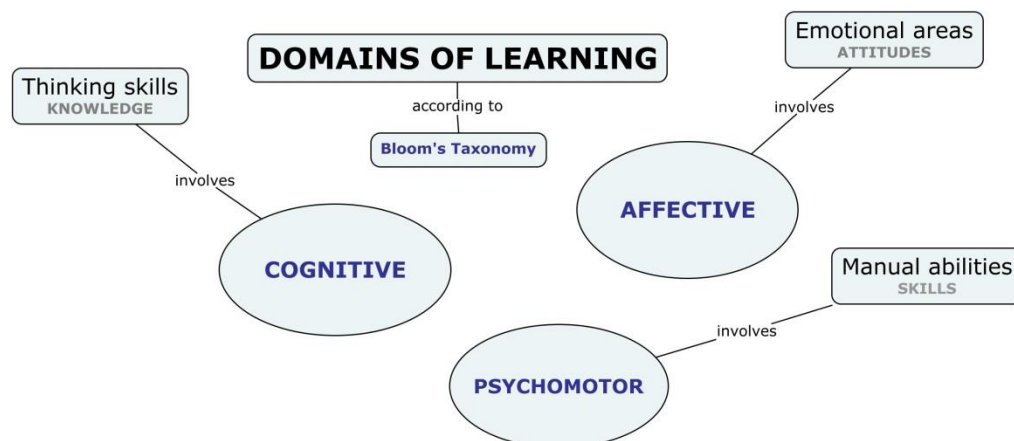 DOMAINS OF LEARNING
according to
Bloom's Taxonomy
Thinking skills
KNOWLEDGE
involves
COGNITIVE
Emotional areas
ATTITUDES
involves
AFFECTIVE
Manual abilities
SKILLS
involves
PSYCHOMOTOR